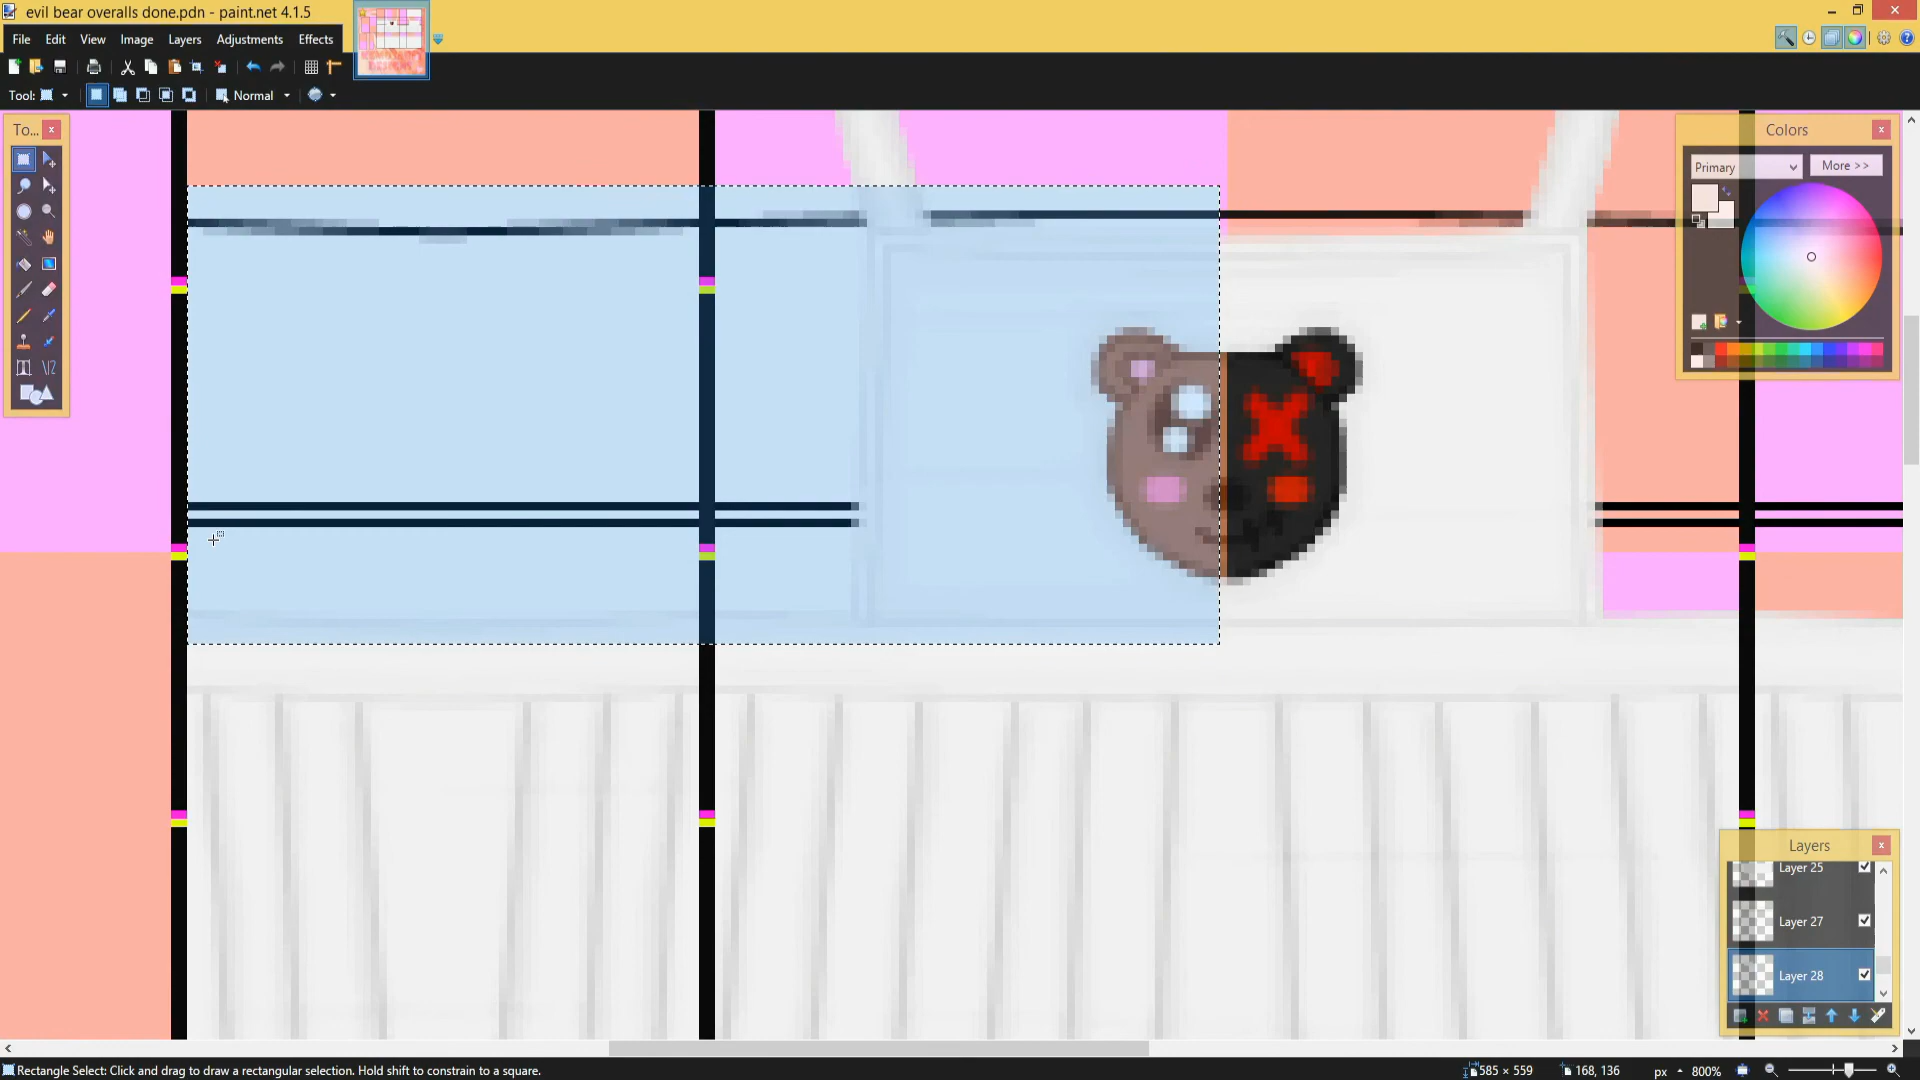 evil bear overalls done.pdn - paint.net 4.1.5
File Edit View Image Layers Adjustments Effects
Tool: Normal
To...
Colors
Primary
More >>
Layers
Layer 25
Layer 27
Layer 28
Rectangle Select: Click and drag to draw a rectangular selection. Hold shift to constrain to a square.
585 × 559
168, 136
px
800%